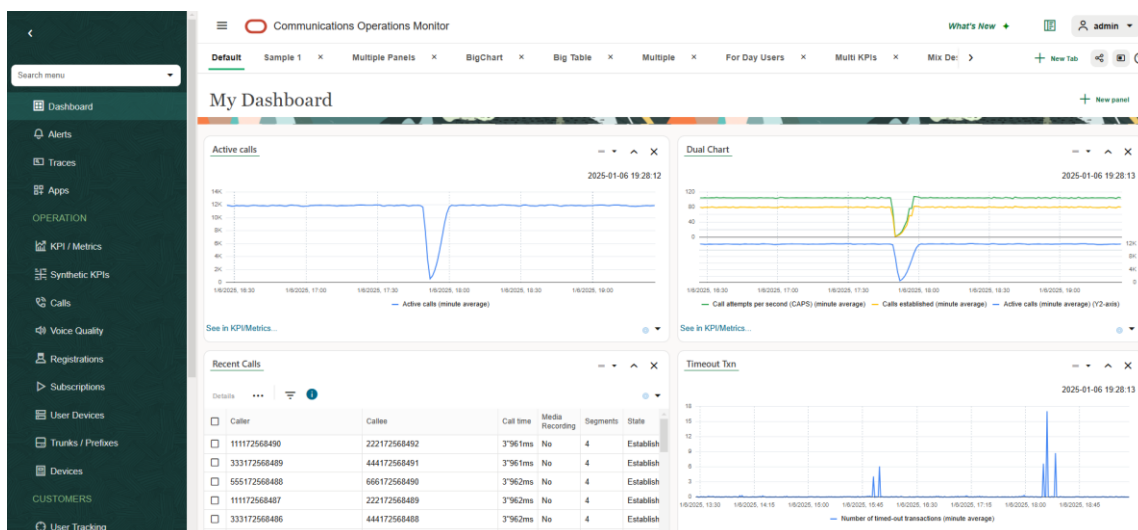 Communications Operations Monitor
What's New
admin
Search menu
Dashboard
Alerts
Traces
Apps
OPERATION
KPI / Metrics
Synthetic KPIs
Calls
Voice Quality
Registrations
Subscriptions
User Devices
Trunks / Prefixes
Devices
CUSTOMERS
User Tracking
Default Sample 1 × Multiple Panels × BigChart × Big Table × Multiple × For Day Users × Multi KPIs × Mix De
New Tab
My Dashboard
New panel
Active calls
2025-01-06 19:28:12
14K
12K
10K
8K
6K
4K
2K
0
1/6/2025, 16:30 1/6/2025, 17:00 1/6/2025, 17:30 1/6/2025, 18:00 1/6/2025, 18:30 1/6/2025, 19:00
Active calls (minute average)
See in KPI/Metrics...
Dual Chart
2025-01-06 19:28:13
120
80
40
0
12K
8K
4K
0
1/6/2025, 16:30 1/6/2025, 17:00 1/6/2025, 17:30 1/6/2025, 18:00 1/6/2025, 18:30 1/6/2025, 19:00
Call attempts per second (CAPS) (minute average) Calls established (minute average) Active calls (minute average) (Y2-axis)
See in KPI/Metrics...
Recent Calls
Details
Caller Callee Call time Media Recording Segments State
111172568490 222172568492 3"961ms No 4 Establish
333172568489 444172568491 3"961ms No 4 Establish
555172568488 666172568490 3"962ms No 4 Establish
111172568487 222172568489 3"962ms No 4 Establish
333172568486 444172568488 3"962ms No 4 Establish
Timeout Txn
2025-01-06 19:28:13
18
15
12
9
6
3
0
1/6/2025, 13:30 1/6/2025, 14:15 1/6/2025, 15:00 1/6/2025, 15:45 1/6/2025, 16:30 1/6/2025, 17:15 1/6/2025, 18:00 1/6/2025, 18:45
Number of timed-out transactions (minute average)